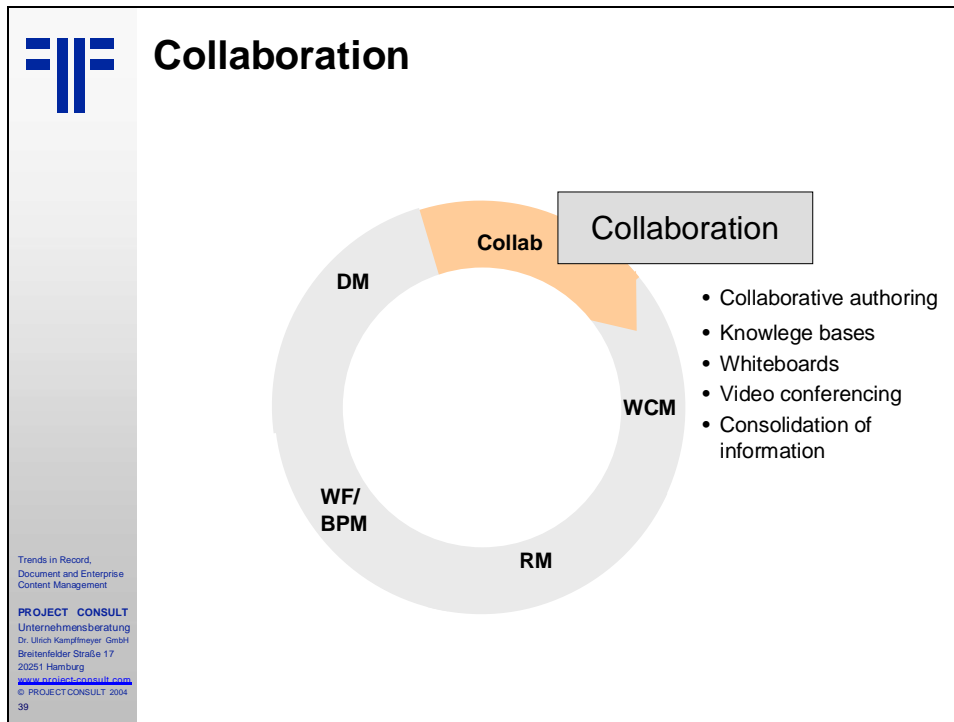 Collaboration
Collab
Collaboration
DM
WCM
WF/
BPM
RM
• Collaborative authoring
• Knowlege bases
• Whiteboards
• Video conferencing
• Consolidation of
information
Trends in Record,
Document and Enterprise
Content Management
PROJECT CONSULT
Unternehmensberatung
Dr. Ulrich Kampffmeyer GmbH
Breitenfelder Straße 17
20251 Hamburg
www.project-consult.com
© PROJECT CONSULT 2004
39